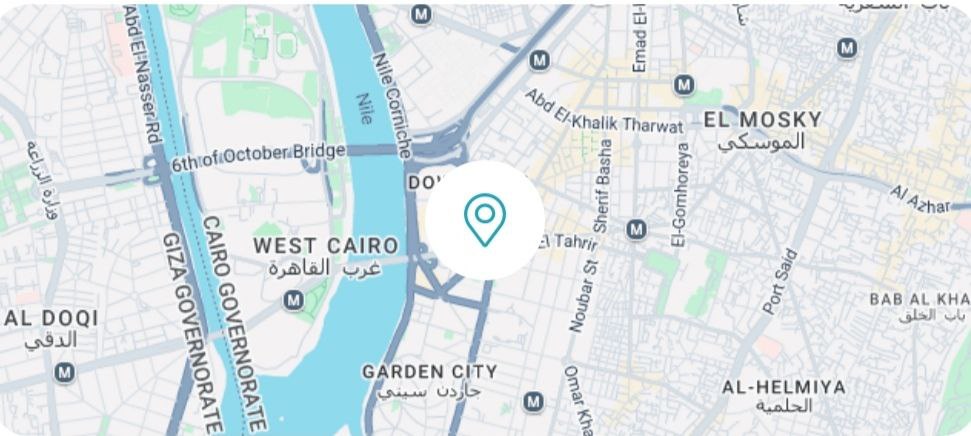 باب الشعرية
Abd El-Nasser Rd
Nile Corniche
Emad El-
شار
M
M
M
M
Nile
Abd El-Khalik Tharwat
EL MOSKY
الموسكي
6th of October Bridge
وزارة الزراعة
Sherif Basha
El-Gomhoreya
DOW
Al Azhar
CAIRO GOVERNORATE
GIZA GOVERNORATE
WEST CAIRO
غرب القاهرة
El Tahrir
M
M
Noubar St
Port Said
BAB AL KHA
باب الخلق
AL DOQI
الدقي
M
GARDEN CITY
جاردن سيتي
Omar Kha
M
AL-HELMIYA
الحلمية